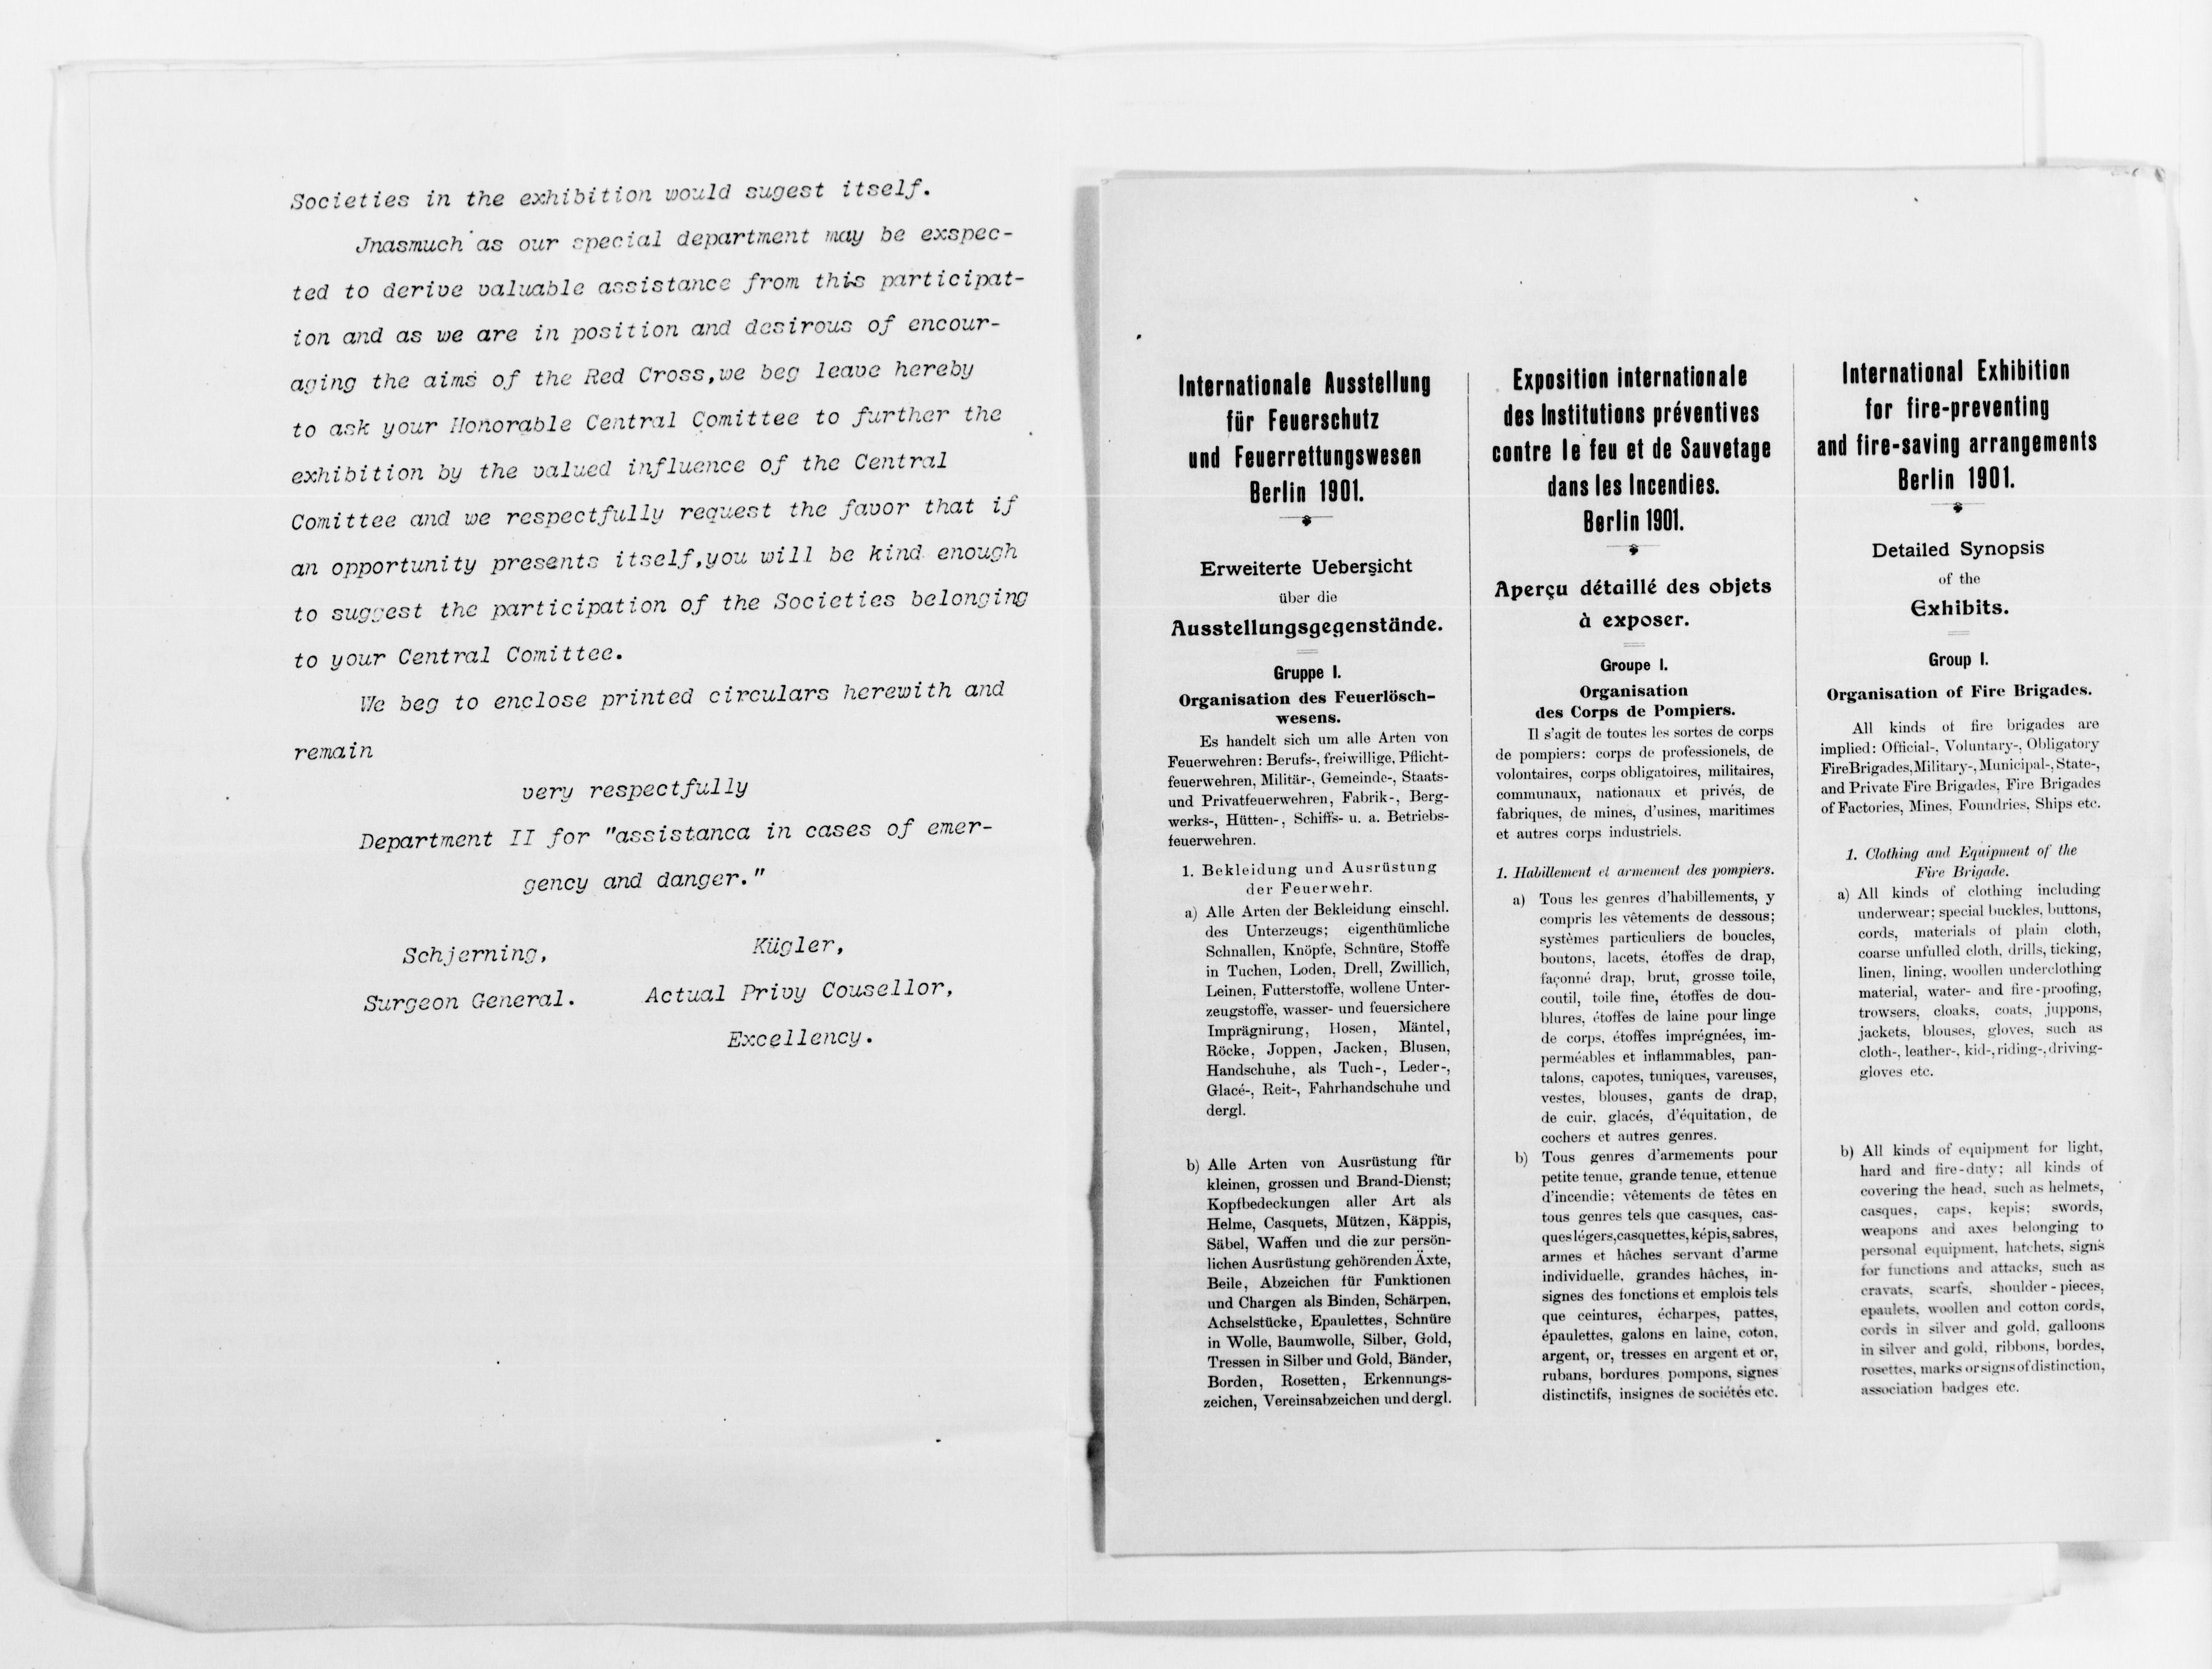 Societies in the exhibition would sugest itself.
Jnasmuch as our special department may be exspec-
ted to derive valuable assistance from this participat-
ion and as we are in position and desirous of encour-
aging the aims of the Red Cross,we beg leave hereby
to ask your Honorable Central Comittee to further the
exhibition by the valued influence of the Central
Comittee and we respectfully request the favor that if
an opportunity presents itself,you will be kind enough
to suggest the participation of the Societies belonging
to your Central Comittee.
We beg to enclose printed circulars herewith and
remain
very respectfully
Department II for "assistanca in cases of emer-
gency and danger."
Schjerning,
Surgeon General.
Kügler,
Actual Privy Cousellor,
Excellency.
Internationale Ausstellung
für Feuerschutz
und Feuerrettungswesen
Berlin 1901.
Erweiterte Uebersicht
über die
Ausstellungsgegenstände.
Gruppe I.
Organisation des Feuerlösch-
wesens.
Es handelt sich um alle Arten von
Feuerwehren: Berufs-, freiwillige, Pflicht-
feuerwehren, Militär-, Gemeinde-, Staats-
und Privatfeuerwehren, Fabrik-, Berg-
werks-, Hütten-, Schiffs- u. a. Betriebs-
feuerwehren.
1. Bekleidung und Ausrüstung
der Feuerwehr.
a) Alle Arten der Bekleidung einschl.
des Unterzeugs; eigenthümliche
Schnallen, Knöpfe, Schnüre, Stoffe
in Tuchen, Loden, Drell, Zwillich,
Leinen, Futterstoffe, wollene Unter-
zeugstoffe, wasser- und feuersichere
Imprägnirung, Hosen, Mäntel,
Röcke, Joppen, Jacken, Blusen,
Handschuhe, als Tuch-, Leder-,
Glacé-, Reit-, Fahrhandschuhe und
dergl.
b) Alle Arten von Ausrüstung für
kleinen, grossen und Brand-Dienst;
Kopfbedeckungen aller Art als
Helme, Casquets, Mützen, Käppis,
Säbel, Waffen und die zur persön-
lichen Ausrüstung gehörenden Äxte,
Beile, Abzeichen für Funktionen
und Chargen als Binden, Schärpen,
Achselstücke, Epaulettes, Schnüre
in Wolle, Baumwolle, Silber, Gold,
Tressen in Silber und Gold, Bänder,
Borden, Rosetten, Erkennungs-
zeichen, Vereinsabzeichen und dergl.
Exposition internationale
des Institutions préventives
contre le feu et de Sauvetage
dans les Incendies.
Berlin 1901.
Aperçu détaillé des objets
à exposer.
Groupe I.
Organisation
des Corps de Pompiers.
Il s'agit de toutes les sortes de corps
de pompiers: corps de professionels, de
volontaires, corps obligatoires, militaires,
communaux, nationaux et privés, de
fabriques, de mines, d'usines, maritimes
et autres corps industriels.
1. Habillement et armement des pompiers.
a) Tous les genres d'habillements, y
compris les vêtements de dessous;
systèmes particuliers de boucles,
boutons, lacets, étoffes de drap,
façonné drap, brut, grosse toile,
coutil, toile fine, étoffes de dou-
blures, étoffes de laine pour linge
de corps, étoffes imprégnées, im-
perméables et inflammables, pan-
talons, capotes, tuniques, vareuses,
vestes, blouses, gants de drap,
de cuir, glacés, d'équitation, de
cochers et autres genres.
b) Tous genres d'armements pour
petite tenue, grande tenue, et tenue
d'incendie; vêtements de têtes en
tous genres tels que casques, cas-
ques légers, casquettes, képis, sabres,
armes et hâches servant d'arme
individuelle, grandes hâches, in-
signes des fonctions et emplois tels
que ceintures, écharpes, pattes,
épaulettes, galons en laine, coton,
argent, or, tresses en argent et or,
rubans, bordures pompons, signes
distinctifs, insignes de sociétés etc.
International Exhibition
for fire-preventing
and fire-saving arrangements
Berlin 1901.
Detailed Synopsis
of the
Exhibits.
Group I.
Organisation of Fire Brigades.
All kinds of fire brigades are
implied: Official-, Voluntary-, Obligatory
Fire Brigades, Military-, Municipal-, State-,
and Private Fire Brigades, Fire Brigades
of Factories, Mines, Foundries, Ships etc.
1. Clothing and Equipment of the
Fire Brigade.
a) All kinds of clothing including
underwear; special buckles, buttons,
cords, materials of plain cloth,
coarse unfulled cloth, drills, ticking,
linen, lining, woollen underclothing
material, water- and fire-proofing,
trowsers, cloaks, coats, juppons,
jackets, blouses, gloves, such as
cloth-, leather-, kid-, riding-, driving-
gloves etc.
b) All kinds of equipment for light,
hard and fire-duty; all kinds of
covering the head, such as helmets,
casques, caps, kepis; swords,
weapons and axes belonging to
personal equipment, hatchets, signs
for functions and attacks, such as
cravats, scarfs, shoulder-pieces,
epaulets, woollen and cotton cords,
cords in silver and gold, galloons
in silver and gold, ribbons, bordes,
rosettes, marks or signs of distinction,
association badges etc.